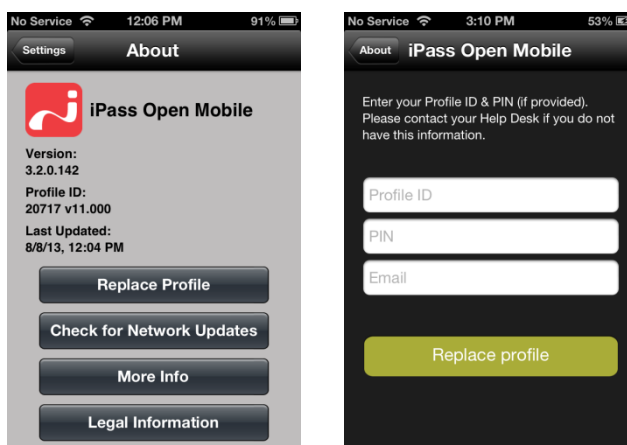 No Service 12:06 PM 91%
Settings About
iPass Open Mobile
Version:
3.2.0.142
Profile ID:
20717 v11.000
Last Updated:
8/8/13, 12:04 PM
Replace Profile
Check for Network Updates
More Info
Legal Information
No Service 3:10 PM 53%
About iPass Open Mobile
Enter your Profile ID & PIN (if provided).
Please contact your Help Desk if you do not
have this information.
Profile ID
PIN
Email
Replace profile